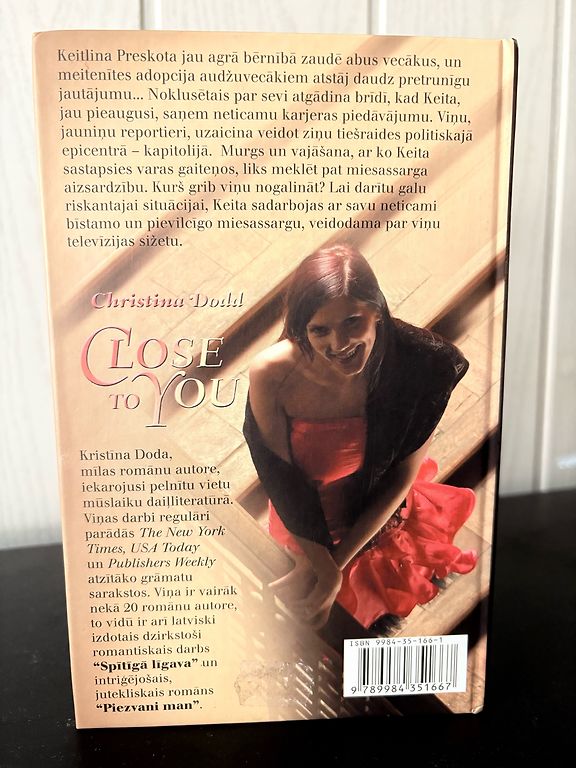 Keitlīna Preskota jau agrā bērnībā zaudē abus vecākus, un
meitenītes adopcija audžuvecākiem atstāj daudz pretrunīgu
jautājumu... Noklusētais par sevi atgādina brīdī, kad Keita,
jau pieaugusi, saņem neticamu karjeras piedāvājumu. Viņu,
jauniņu reportieri, uzaicina veidot ziņu tiešraides politiskajā
epicentrā – kapitolijā. Murgs un vajāšana, ar ko Keita
sastapsies varas gaiteņos, liks meklēt pat miesassarga
aizsardzību. Kurš grib viņu nogalināt? Lai darītu galu
riskantajai situācijai, Keita sadarbojas ar savu neticami
bīstamo un pievilcīgo miesassargu, veidodama par viņu
televīzijas sižetu.
Christina Dodd
CLOSE
TO YOU
Kristīna Doda,
mīlas romānu autore,
iekarojusi pelnītu vietu
mūslaiku daiļliteratūrā.
Viņas darbi regulāri
parādās The New York
Times, USA Today
un Publishers Weekly
atzītāko grāmatu
sarakstos. Viņa ir vairāk
nekā 20 romānu autore,
to vidū ir arī latviski
izdotais dzirkstoši
romantiskais darbs
“Spītīgā līgava” un
intriģējošais,
jutekliskais romāns
“Piezvani man”.
ISBN 9984-35-166-1
9 789984 351667